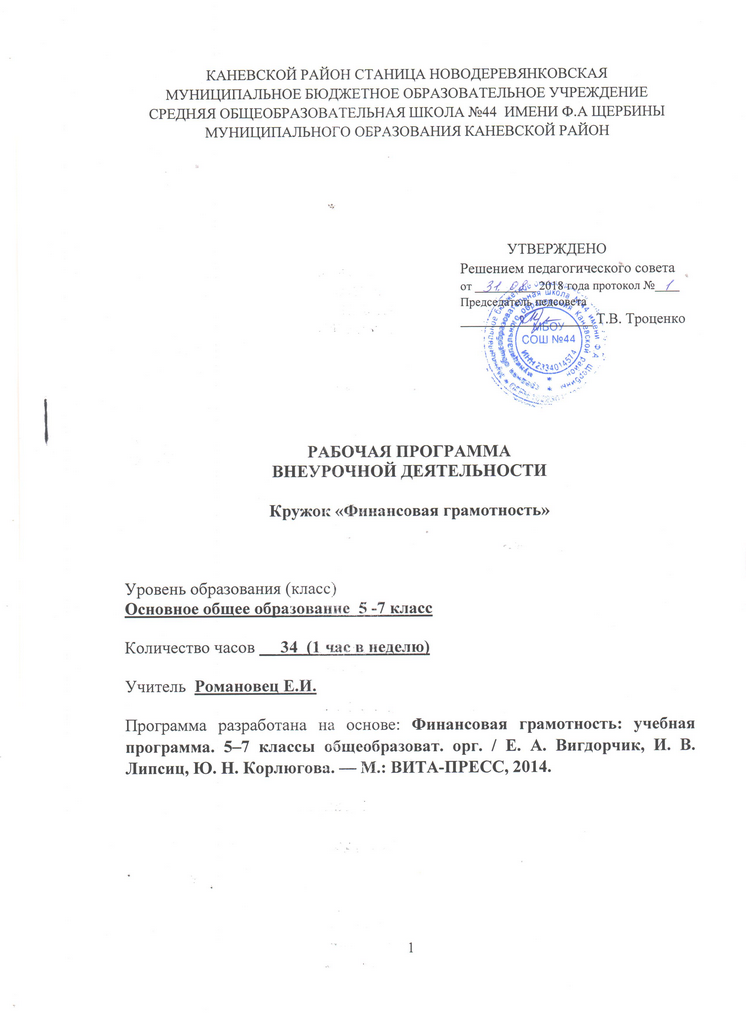 КАНЕВСКОЙ РАЙОН СТАНИЦА НОВОДЕРЕВЯНКОВСКАЯ
МУНИЦИПАЛЬНОЕ БЮДЖЕТНОЕ ОБРАЗОВАТЕЛЬНОЕ УЧРЕЖДЕНИЕ
СРЕДНЯЯ ОБЩЕОБРАЗОВАТЕЛЬНАЯ ШКОЛА №44 ИМЕНИ Ф.А ЩЕРБИНЫ
МУНИЦИПАЛЬНОГО ОБРАЗОВАНИЯ КАНЕВСКОЙ РАЙОН
УТВЕРЖДЕНО
Решением педагогического совета
от 31. 08. 2018 года протокол № 1
Председатель педсовета
Т.В. Троценко
МБОУ
СОШ №44
ИНН 2334014574
РАБОЧАЯ ПРОГРАММА
ВНЕУРОЧНОЙ ДЕЯТЕЛЬНОСТИ
Кружок «Финансовая грамотность»
Уровень образования (класс)
Основное общее образование 5 -7 класс
Количество часов 34 (1 час в неделю)
Учитель Романовец Е.И.
Программа разработана на основе: Финансовая грамотность: учебная
программа. 5–7 классы общеобразоват. орг. / Е. А. Вигдорчик, И. В.
Липсиц, Ю. Н. Корлюгова. — М.: ВИТА-ПРЕСС, 2014.
1